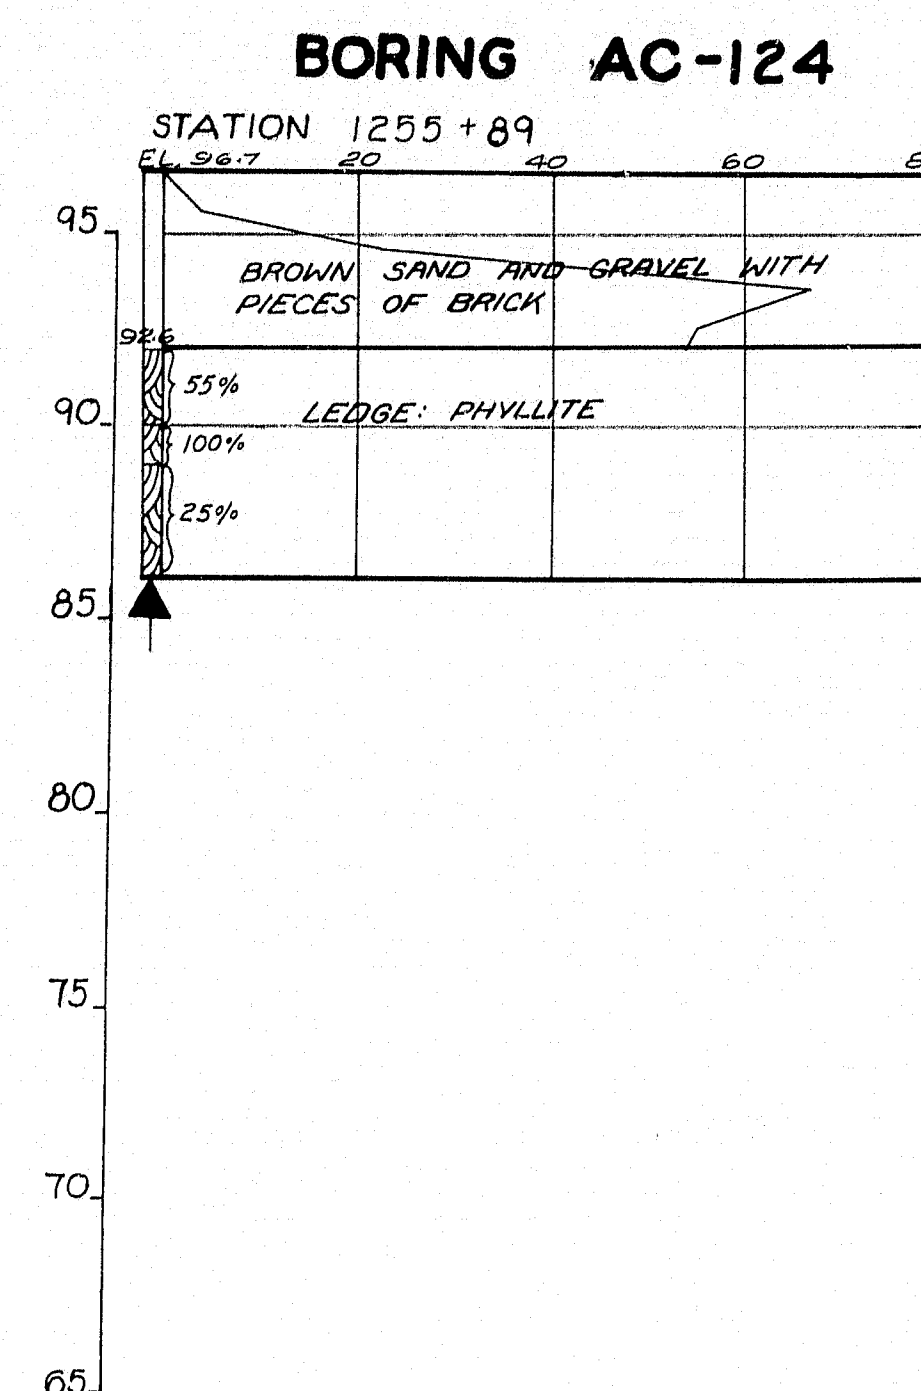 BORING AC-124
STATION 1255+89
EL. 96.7 20 40 60
95
BROWN SAND AND GRAVEL WITH
PIECES OF BRICK
92.6
55%
90
LEDGE: PHYLLITE
100%
25%
85
80
75
70
65